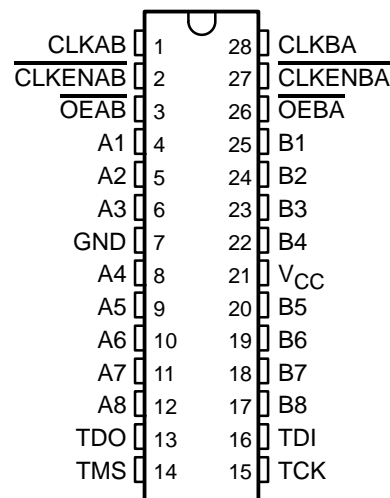 CLKAB 1 28 CLKBA
CLKENAB 2 27 CLKENBA
OEAB 3 26 OEBA
A1 4 25 B1
A2 5 24 B2
A3 6 23 B3
GND 7 22 B4
A4 8 21 VCC
A5 9 20 B5
A6 10 19 B6
A7 11 18 B7
A8 12 17 B8
TDO 13 16 TDI
TMS 14 15 TCK